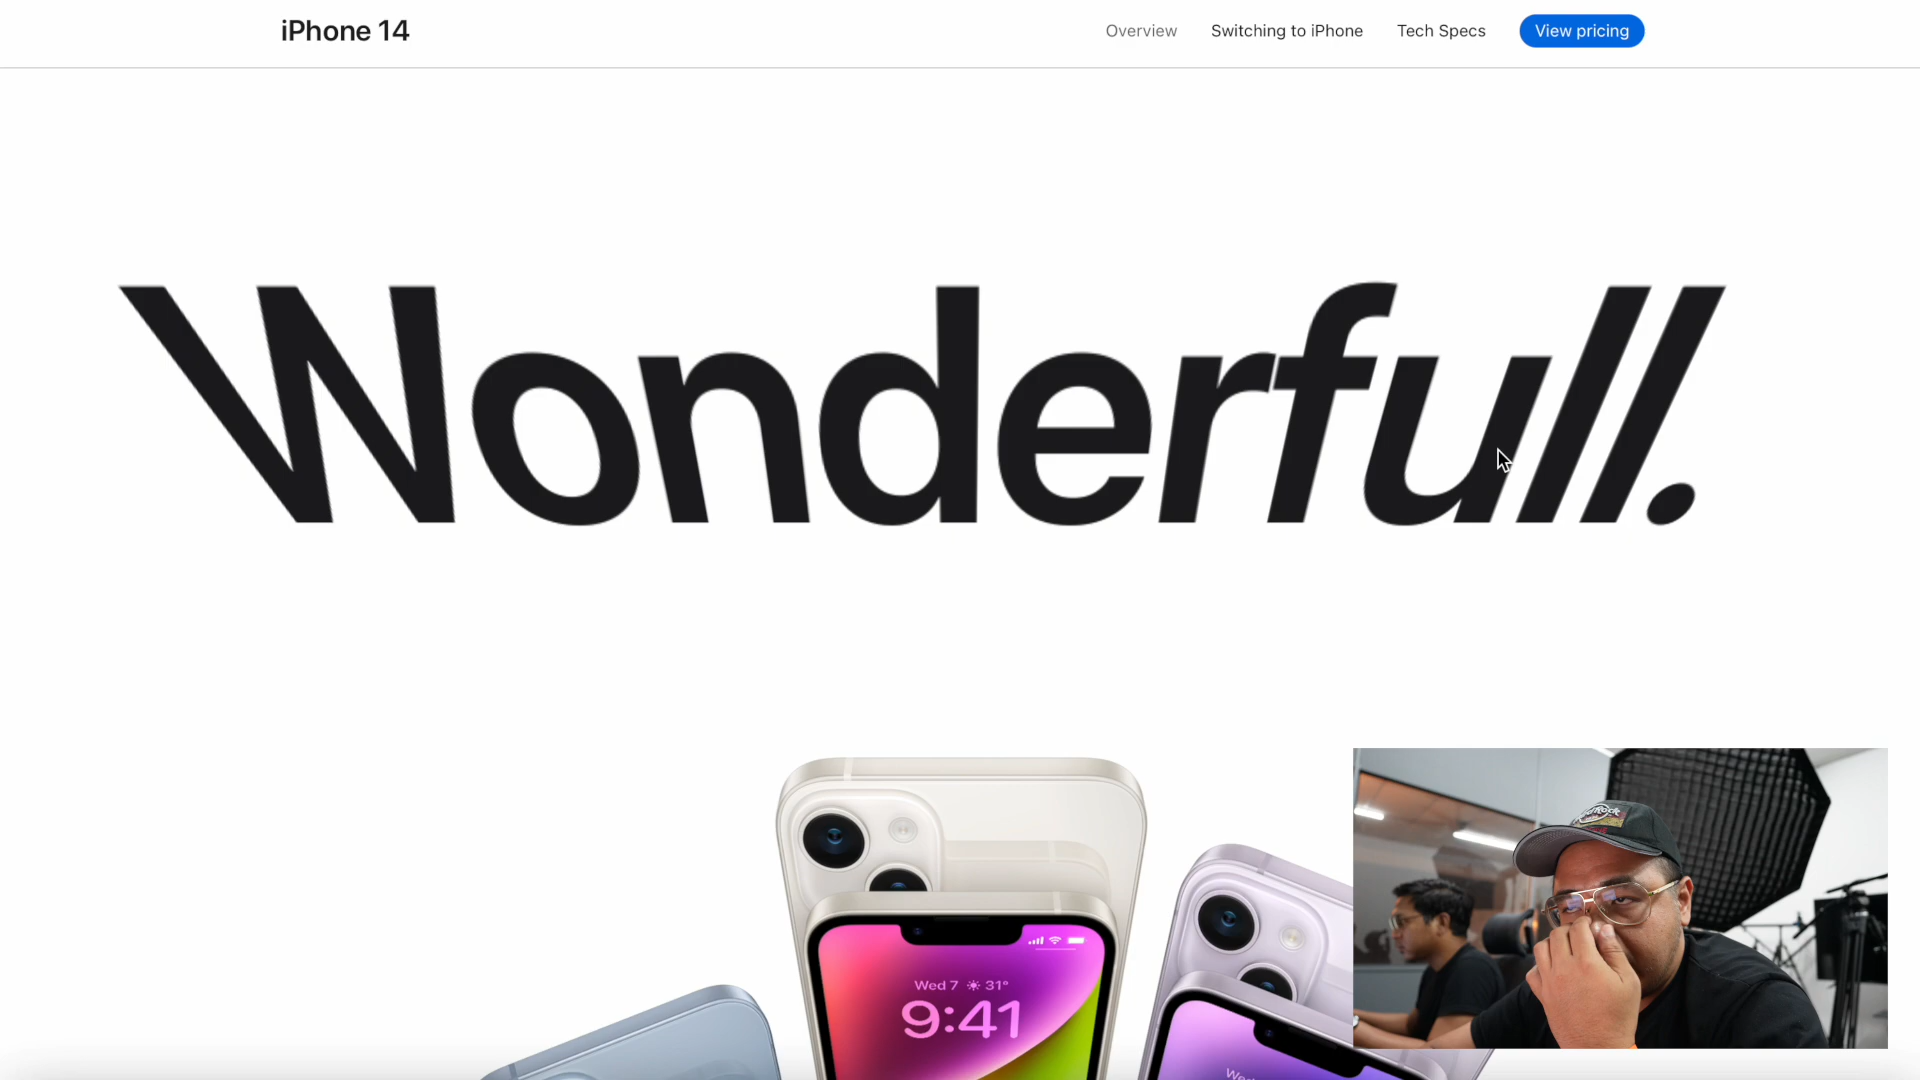 iPhone 14
Overview
Switching to iPhone
Tech Specs
View pricing
Wonderfull.
Wed 7 31°
9:41